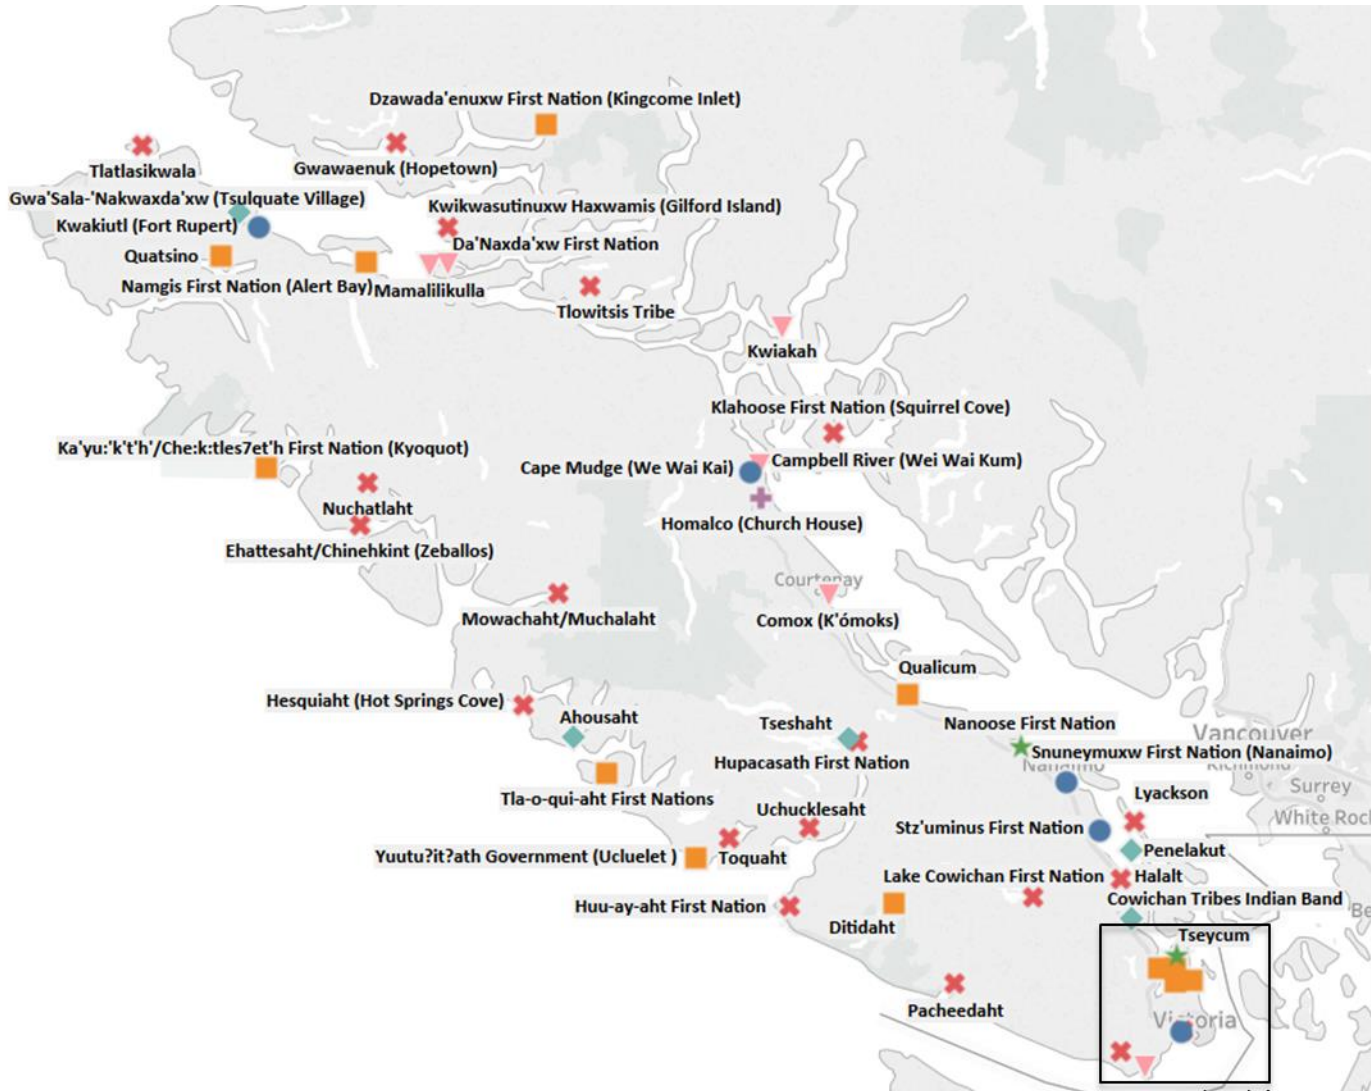 Dzawada'enuxw First Nation (Kingcome Inlet)
Tlatlasikwala
Gwawaenuk (Hopetown)
Gwa'Sala-'Nakwaxda'xw (Tsulquate Village)
Kwikwasutinuxw Haxwamis (Gilford Island)
Kwakiutl (Fort Rupert)
Da'Naxda'xw First Nation
Quatsino
Namgis First Nation (Alert Bay)
Mamalilikulla
Tlowitsis Tribe
Kwiakah
Klahoose First Nation (Squirrel Cove)
Ka'yu:'k't'h'/Che:k:tles7et'h First Nation (Kyoquot)
Cape Mudge (We Wai Kai)
Campbell River (Wei Wai Kum)
Nuchatlaht
Homalco (Church House)
Ehattesaht/Chinehkint (Zeballos)
Courtenay
Mowachaht/Muchalaht
Comox (K'ómoks)
Qualicum
Hesquiaht (Hot Springs Cove)
Ahousaht
Tseshaht
Nanoose First Nation
Vancouver
Snuneymuxw First Nation (Nanaimo)
Hupacasath First Nation
Nanaimo
Richmond
Surrey
Tla-o-qui-aht First Nations
Uchucklesaht
Lyackson
White Roc
Stz'uminus First Nation
Yuutu?it?ath Government (Ucluelet )
Toquaht
Penelakut
Lake Cowichan First Nation
Halalt
Cowichan Tribes Indian Band
Huu-ay-aht First Nation
Be
Ditidaht
Tseycum
Pacheedaht
Victoria